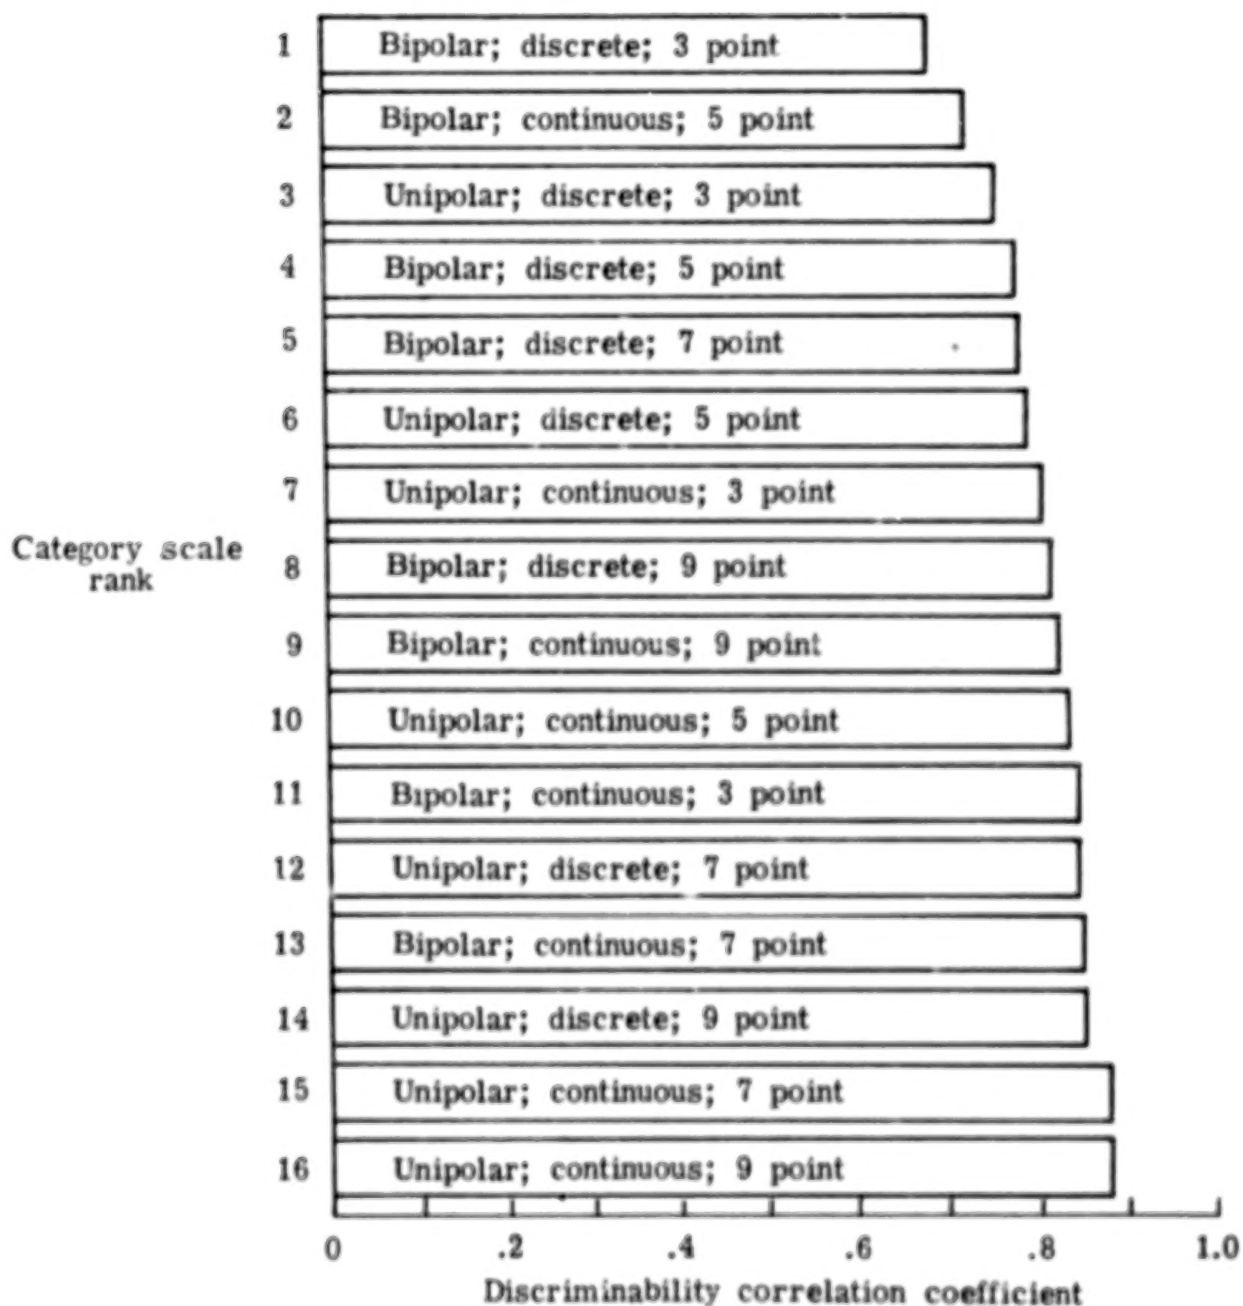 1 Bipolar; discrete; 3 point
2 Bipolar; continuous; 5 point
3 Unipolar; discrete; 3 point
4 Bipolar; discrete; 5 point
5 Bipolar; discrete; 7 point
6 Unipolar; discrete; 5 point
7 Unipolar; continuous; 3 point
Category scale
rank
8 Bipolar; discrete; 9 point
9 Bipolar; continuous; 9 point
10 Unipolar; continuous; 5 point
11 Bipolar; continuous; 3 point
12 Unipolar; discrete; 7 point
13 Bipolar; continuous; 7 point
14 Unipolar; discrete; 9 point
15 Unipolar; continuous; 7 point
16 Unipolar; continuous; 9 point
0 .2 .4 .6 .8 1.0
Discriminability correlation coefficient